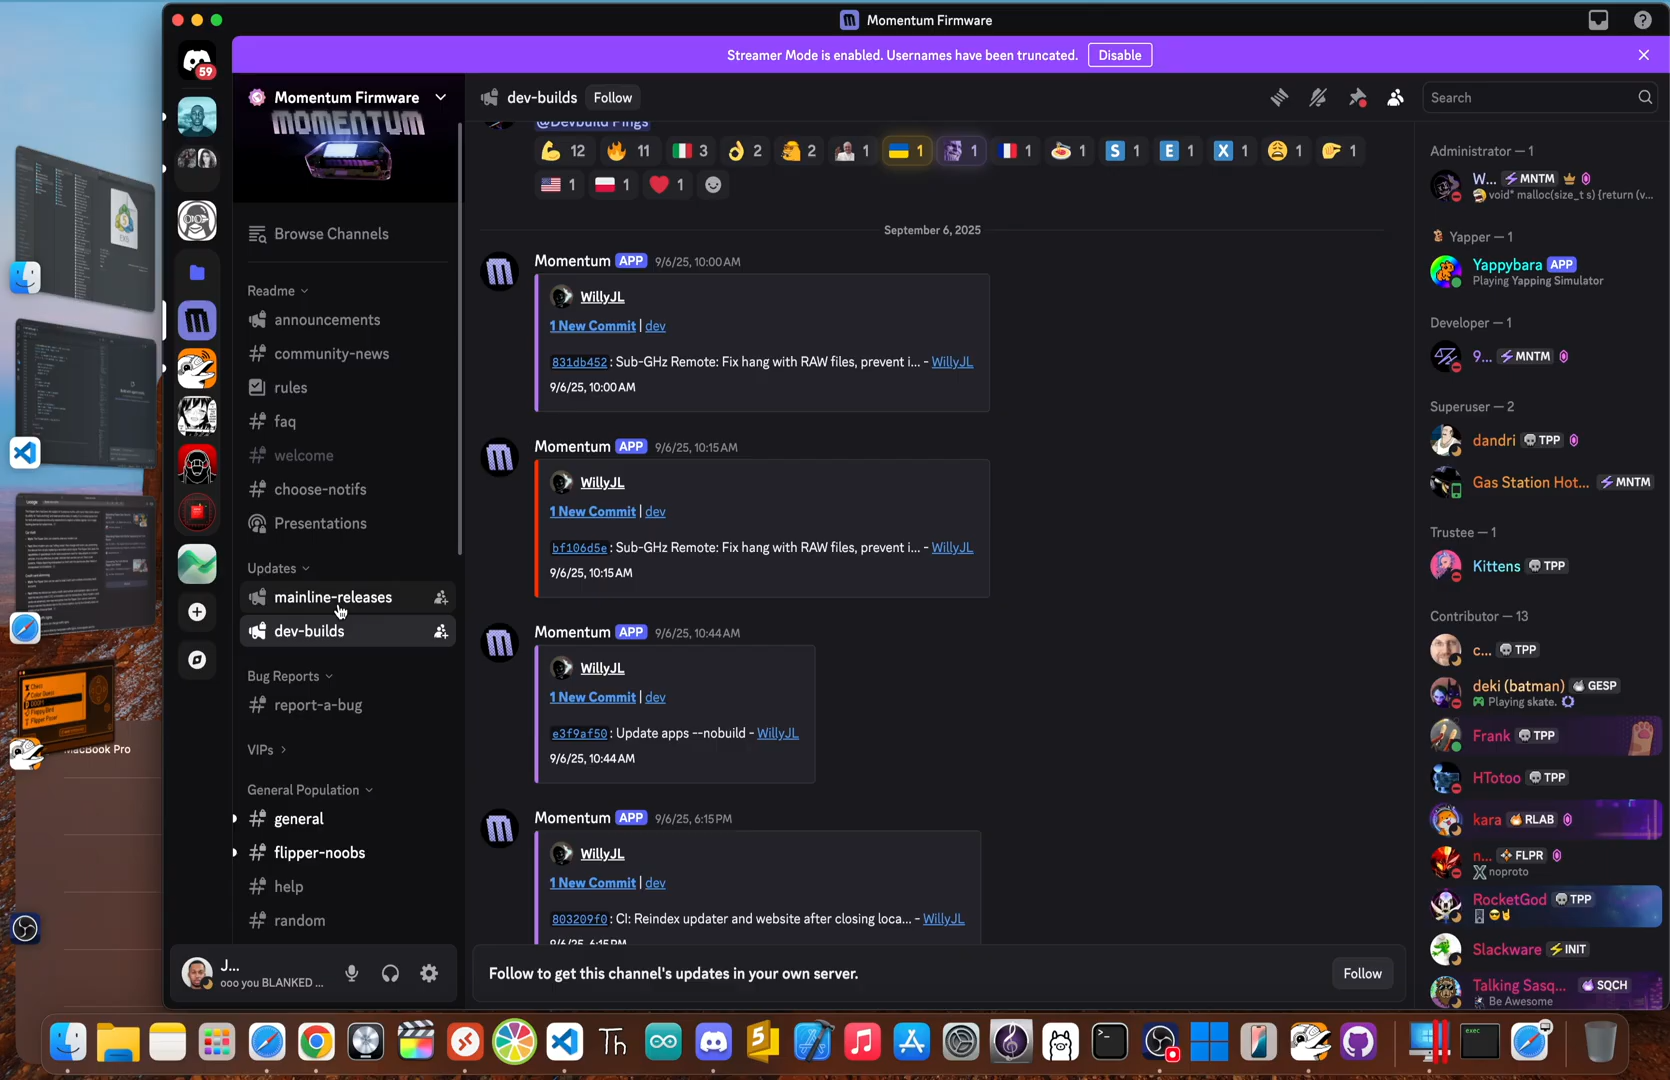 Momentum Firmware
Streamer Mode is enabled. Usernames have been truncated.
Disable
59
Momentum Firmware
MOMENTUM
Browse Channels
Readme
announcements
community-news
rules
faq
welcome
choose-notifs
Presentations
Updates
mainline-releases
dev-builds
Bug Reports
report-a-bug
VIPs
General Population
general
flipper-noobs
help
random
J...
ooo you BLANKED ...
MacBook Pro
dev-builds
Follow
Search
@Devbuild Pings
12 11 3 2 2 1 1 1 1 1 S 1 E 1 X 1 1 1
1 1 1
September 6, 2025
Momentum APP 9/6/25, 10:00 AM
WillyJL
1 New Commit | dev
831db452: Sub-GHz Remote: Fix hang with RAW files, prevent i... - WillyJL
9/6/25, 10:00 AM
Momentum APP 9/6/25, 10:15 AM
WillyJL
1 New Commit | dev
bf106d5e: Sub-GHz Remote: Fix hang with RAW files, prevent i... - WillyJL
9/6/25, 10:15 AM
Momentum APP 9/6/25, 10:44 AM
WillyJL
1 New Commit | dev
e3f9af50: Update apps --nobuild - WillyJL
9/6/25, 10:44 AM
Momentum APP 9/6/25, 6:15 PM
WillyJL
1 New Commit | dev
803209f0: CI: Reindex updater and website after closing loca... - WillyJL
9/6/25, 6:15 PM
Follow to get this channel's updates in your own server.
Follow
Administrator — 1
W... MNTM
void* malloc(size_t s) {return (v...
Yapper — 1
Yappybara APP
Playing Yapping Simulator
Developer — 1
9... MNTM
Superuser — 2
dandri TPP
Gas Station Hot... MNTM
Trustee — 1
Kittens TPP
Contributor — 13
c... TPP
deki (batman) GESP
Playing skate.
Frank TPP
HTotoo TPP
kara RLAB
n... FLPR
noproto
RocketGod TPP
Slackware INIT
Talking Sasq... SQCH
Be Awesome
Th
5
exec